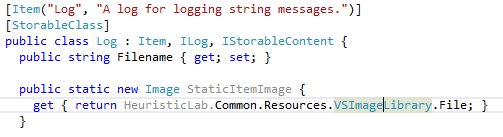 [Item("Log", "A log for logging string messages.")]
[StorableClass]
public class Log : Item, ILog, IStorableContent {
public string Filename { get; set; }
public static new Image StaticItemImage {
get { return HeuristicLab.Common.Resources.VSImageLibrary.File; }
}